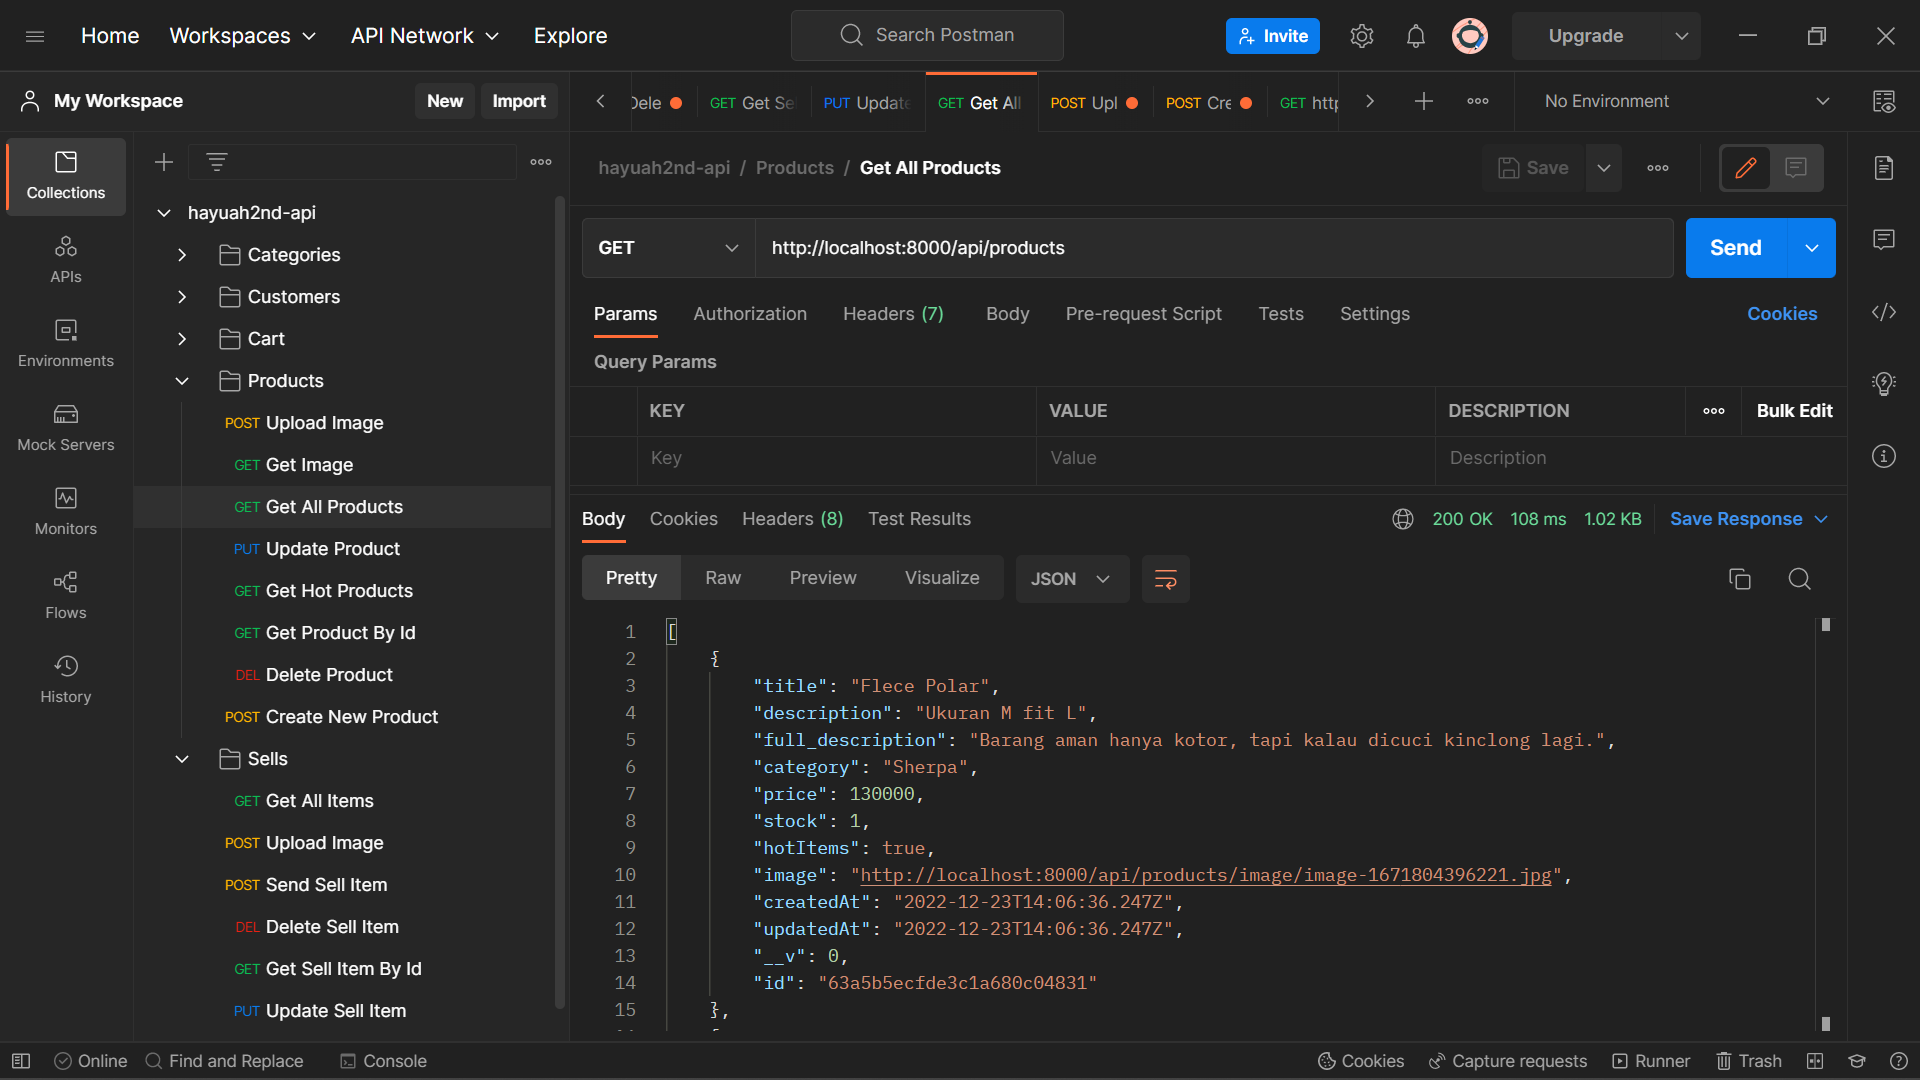 Home Workspaces API Network Explore Search Postman Invite Upgrade
My Workspace New Import
Dele GET Get Se PUT Update GET Get All POST Upl POST Cre GET http No Environment
Collections
APIs
Environments
Mock Servers
Monitors
Flows
History
hayuah2nd-api
Categories
Customers
Cart
Products
POST Upload Image
GET Get Image
GET Get All Products
PUT Update Product
GET Get Hot Products
GET Get Product By Id
DEL Delete Product
POST Create New Product
Sells
GET Get All Items
POST Upload Image
POST Send Sell Item
DEL Delete Sell Item
GET Get Sell Item By Id
PUT Update Sell Item
hayuah2nd-api / Products / Get All Products Save
GET http://localhost:8000/api/products Send
Params Authorization Headers (7) Body Pre-request Script Tests Settings Cookies
Query Params
KEY VALUE DESCRIPTION Bulk Edit
Key Value Description
Body Cookies Headers (8) Test Results 200 OK 108 ms 1.02 KB Save Response
Pretty Raw Preview Visualize JSON
1 [
2 {
3 "title": "Flece Polar",
4 "description": "Ukuran M fit L",
5 "full_description": "Barang aman hanya kotor, tapi kalau dicuci kinclong lagi.",
6 "category": "Sherpa",
7 "price": 130000,
8 "stock": 1,
9 "hotItems": true,
10 "image": "http://localhost:8000/api/products/image/image-1671804396221.jpg",
11 "createdAt": "2022-12-23T14:06:36.247Z",
12 "updatedAt": "2022-12-23T14:06:36.247Z",
13 "__v": 0,
14 "id": "63a5b5ecfde3c1a680c04831"
15 },
Online Find and Replace Console Cookies Capture requests Runner Trash